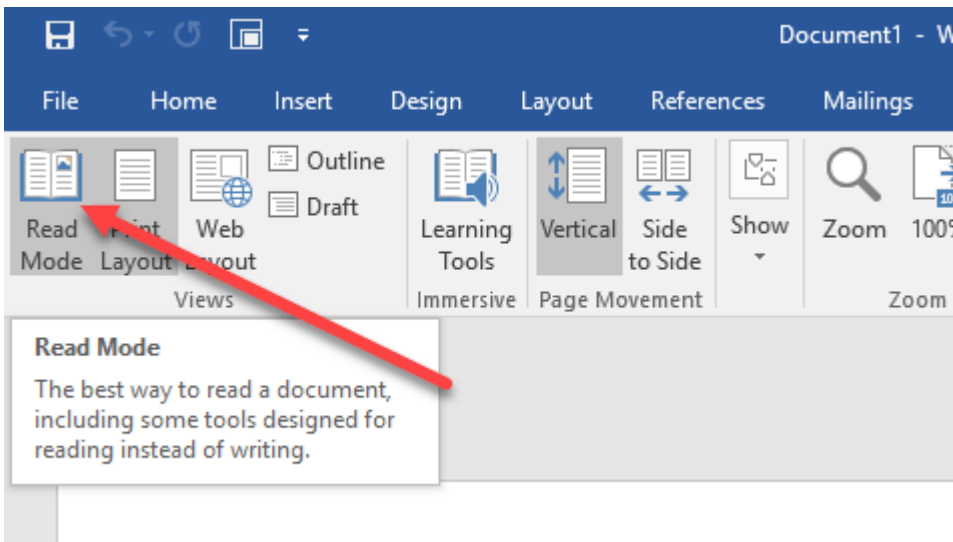 Document1 - W
File Home Insert Design Layout References Mailings
Read Mode
Print Layout
Web Layout
Outline
Draft
Learning Tools
Vertical
Side to Side
Show
Zoom
100%
Views
Immersive
Page Movement
Zoom
Read Mode
The best way to read a document,
including some tools designed for
reading instead of writing.